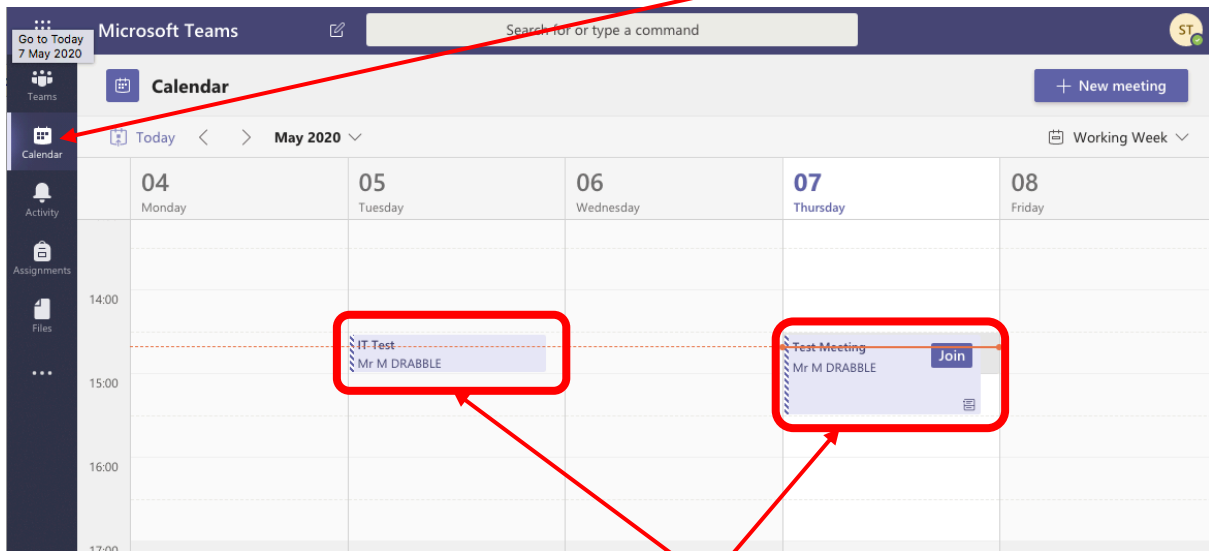 Go to Today
7 May 2020
Microsoft Teams
Search for or type a command
ST
Teams
Calendar
+ New meeting
Calendar
Today < > May 2020
Working Week
04
Monday
05
Tuesday
06
Wednesday
07
Thursday
08
Friday
Activity
Assignments
Files
...
14:00
IT Test
Mr M DRABBLE
Test Meeting
Mr M DRABBLE
Join
15:00
16:00
17:00